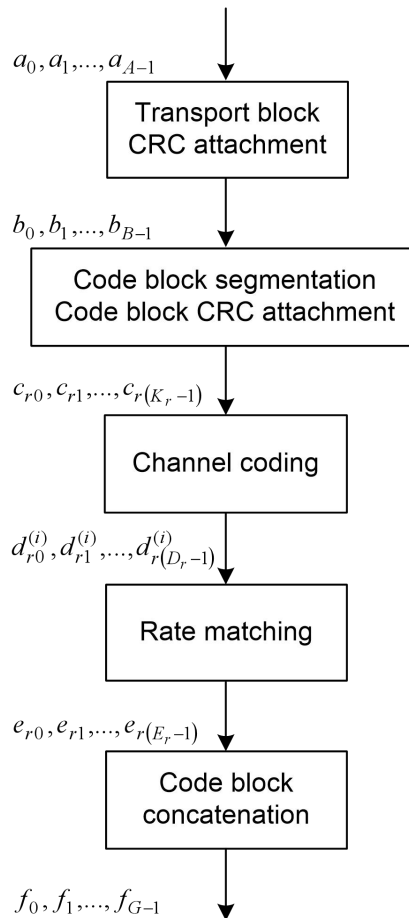 a_0, a_1,..., a_{A-1}
Transport block
CRC attachment
b_0, b_1,..., b_{B-1}
Code block segmentation
Code block CRC attachment
c_{r0}, c_{r1},..., c_{r(K_r-1)}
Channel coding
d_{r0}^{(i)}, d_{r1}^{(i)},..., d_{r(D_r-1)}^{(i)}
Rate matching
e_{r0}, e_{r1},..., e_{r(E_r-1)}
Code block
concatenation
f_0, f_1,..., f_{G-1}